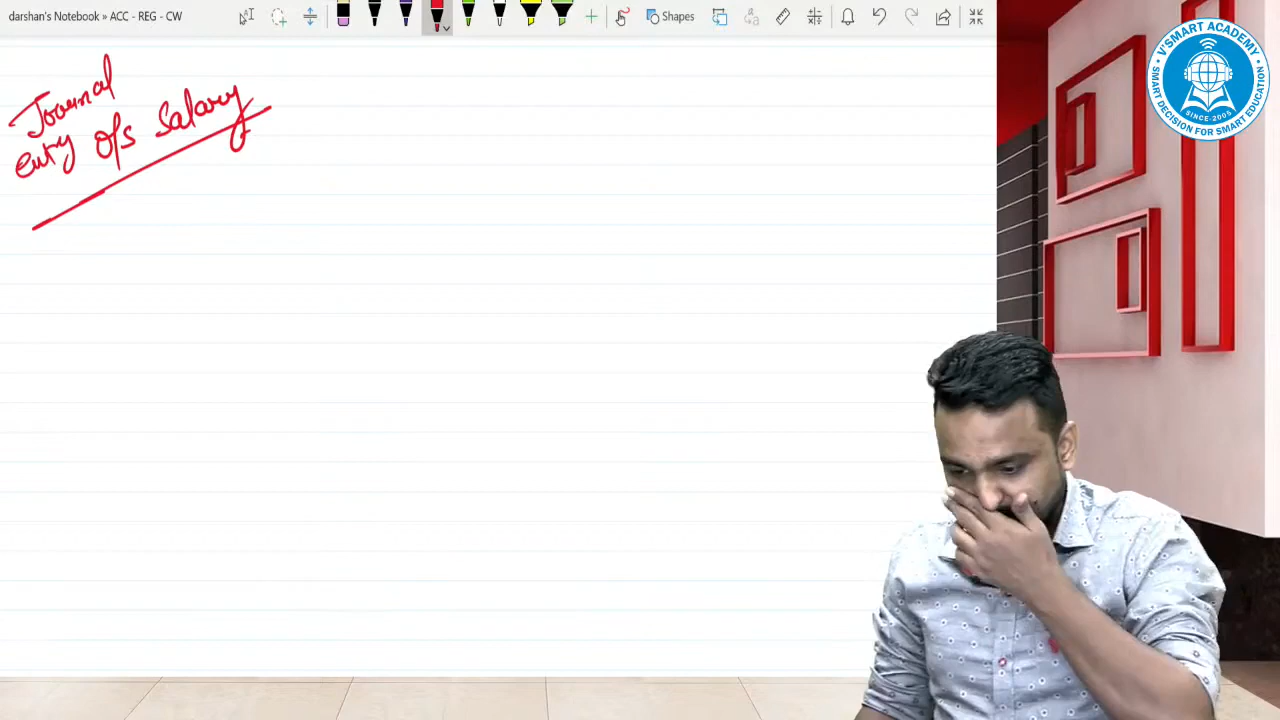 darshan's Notebook » ACC - REG - CW
Shapes
Journal
entry o/s salary
V'SMART ACADEMY
SINCE-2005
SMART DECISION FOR SMART EDUCATION